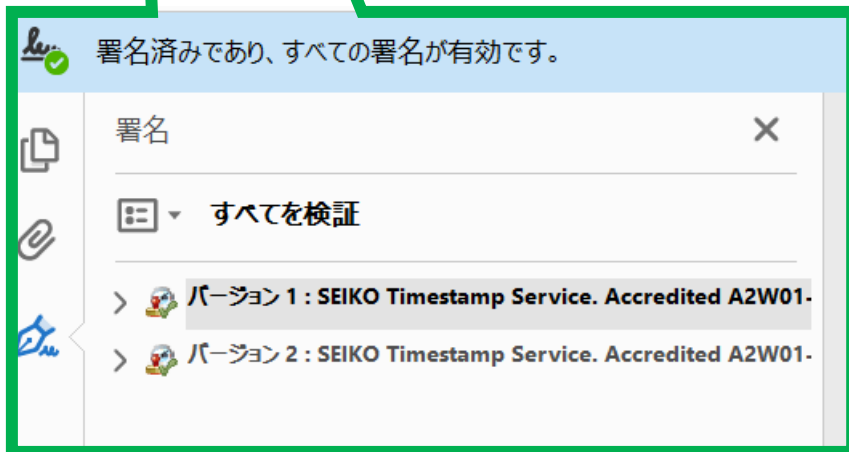 署名済みであり、すべての署名が有効です。
署名
すべてを検証
バージョン 1 : SEIKO Timestamp Service. Accredited A2W01-
バージョン 2 : SEIKO Timestamp Service. Accredited A2W01-